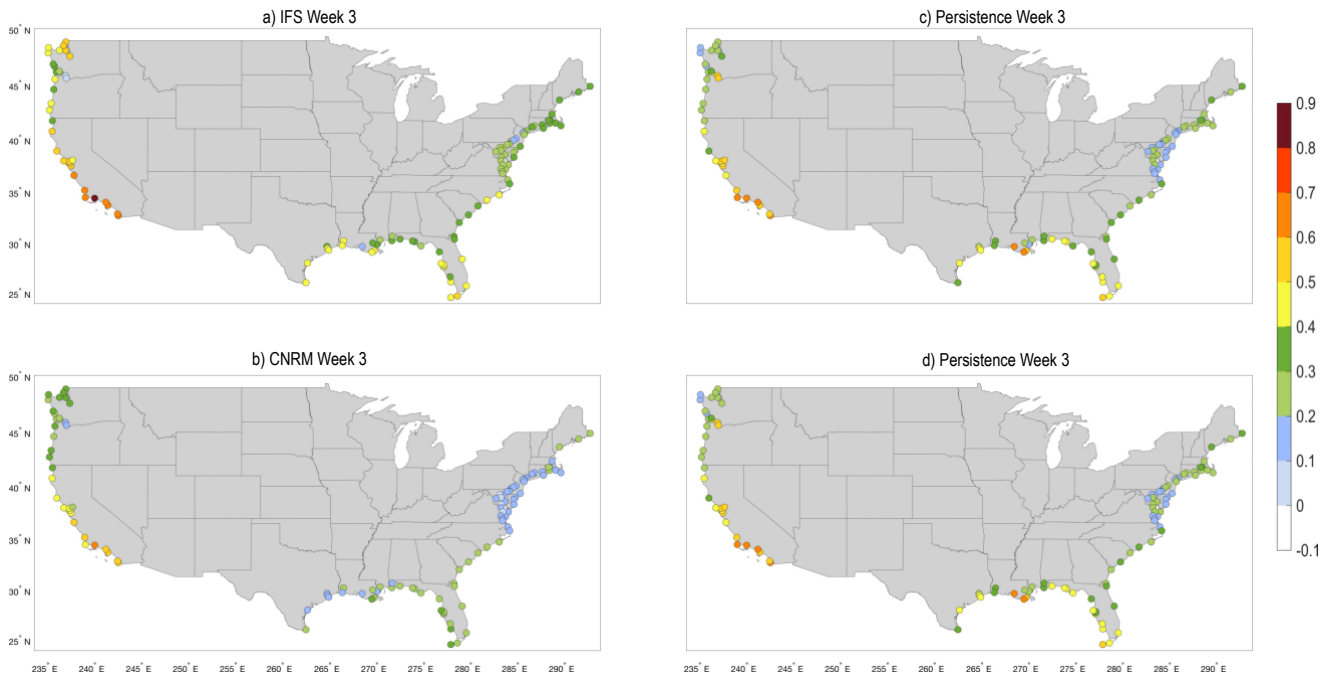 a) IFS Week 3
50° N
45° N
40° N
35° N
30° N
25° N
c) Persistence Week 3
b) CNRM Week 3
50° N
45° N
40° N
35° N
30° N
25° N
235° E 240° E 245° E 250° E 255° E 260° E 265° E 270° E 275° E 280° E 285° E 290° E
d) Persistence Week 3
235° E 240° E 245° E 250° E 255° E 260° E 265° E 270° E 275° E 280° E 285° E 290° E
0.9
0.8
0.7
0.6
0.5
0.4
0.3
0.2
0.1
0
-0.1